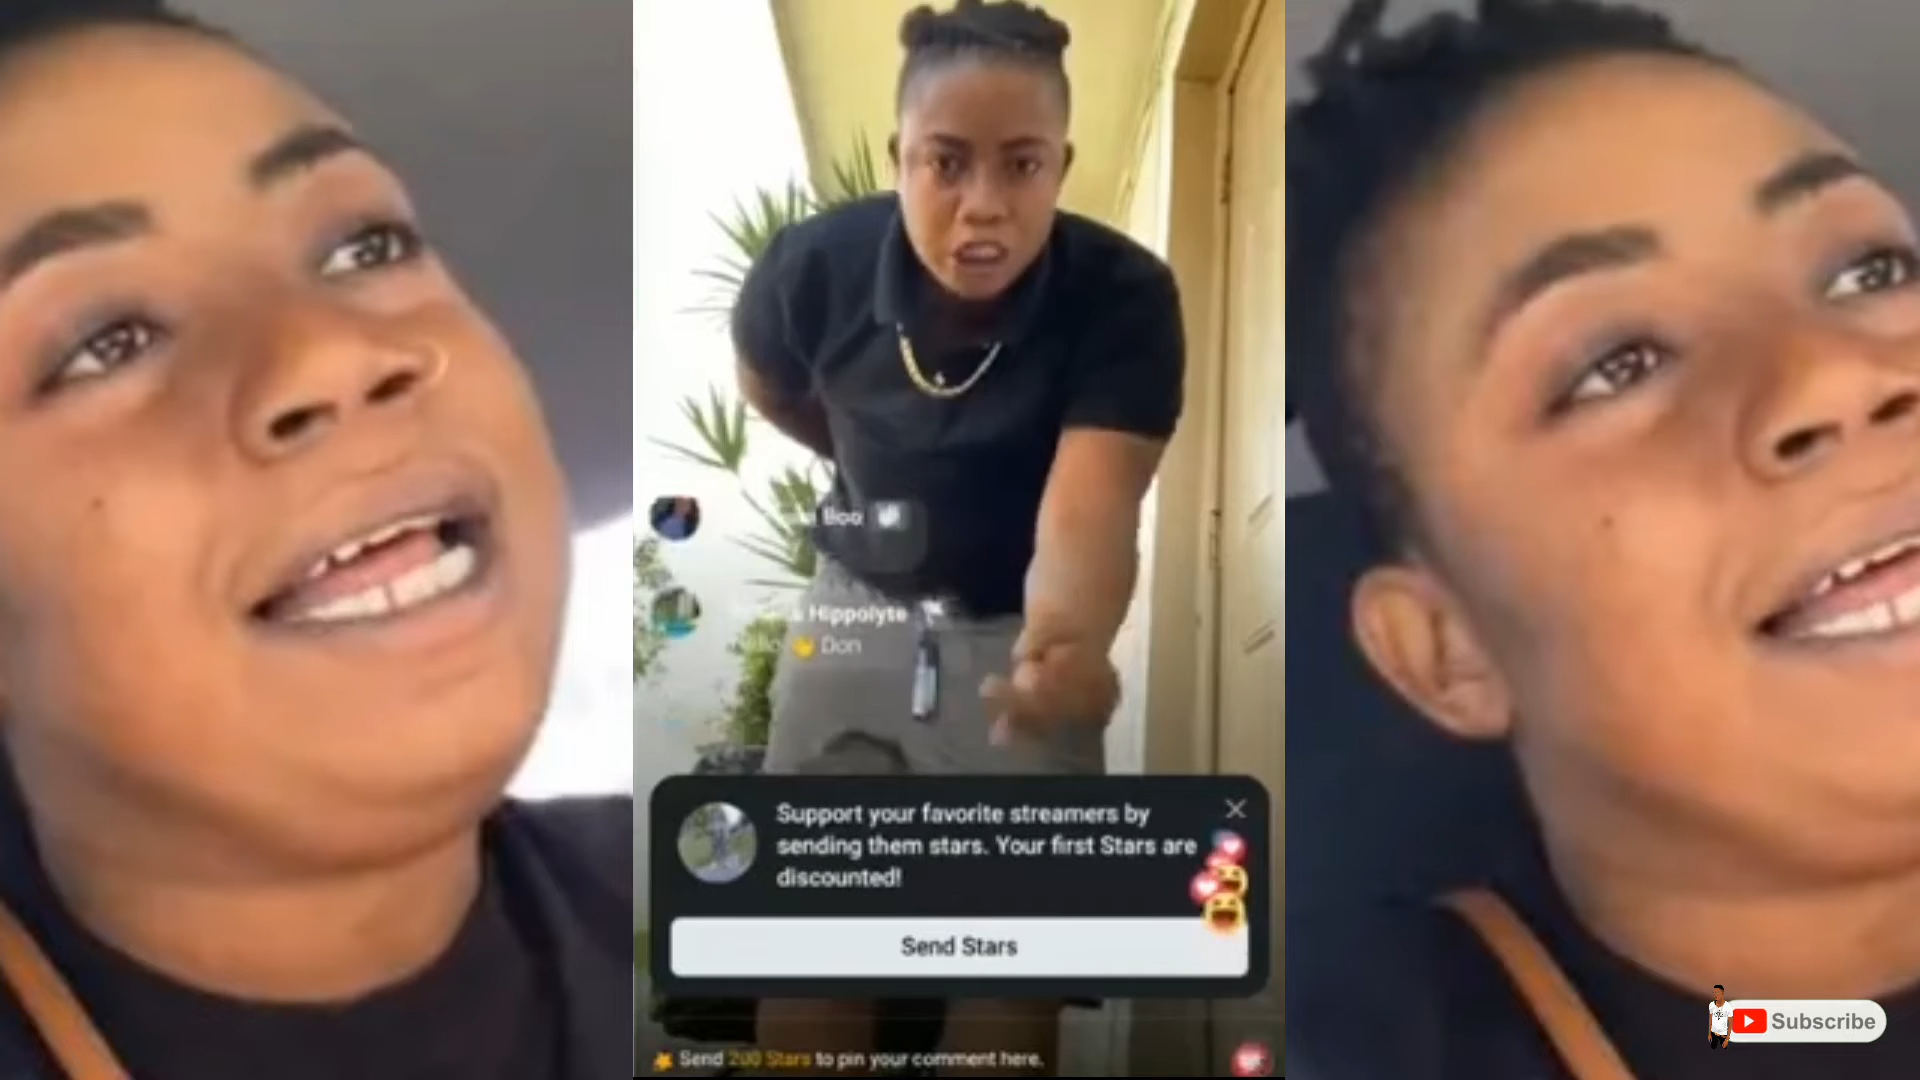 Boo
Hippolyte
Don
Support your favorite streamers by
sending them stars. Your first Stars are
discounted!
Send Stars
Send 200 Stars to pin your comment here.
Subscribe